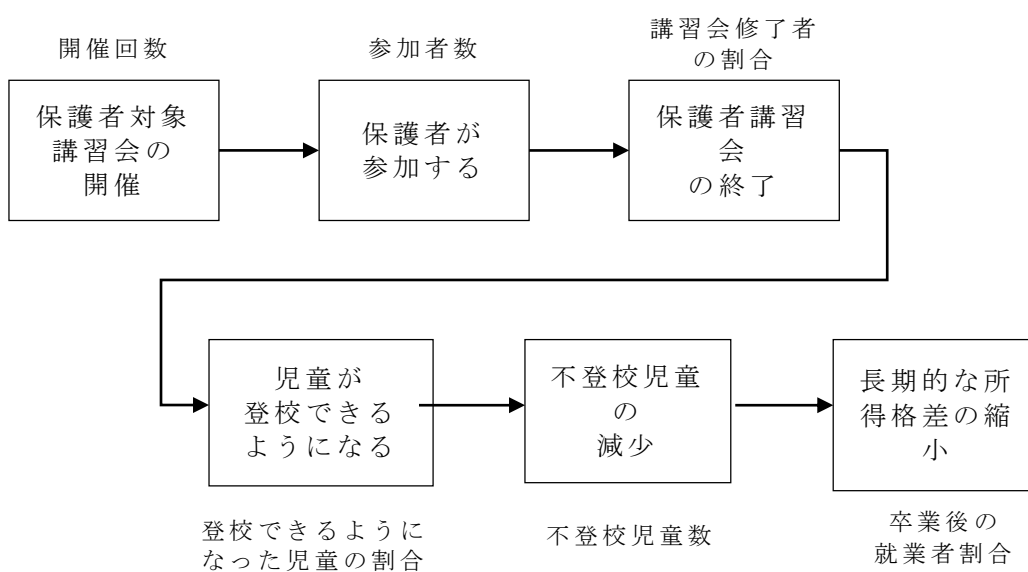 開催回数
保護者対象
講習会の
開催
参加者数
保護者が
参加する
講習会修了者
の割合
保護者講習
会
の終了
児童が
登校できる
ようになる
登校できるように
なった児童の割合
不登校児童
の
減少
不登校児童数
長期的な所
得格差の縮
小
卒業後の
就業者割合